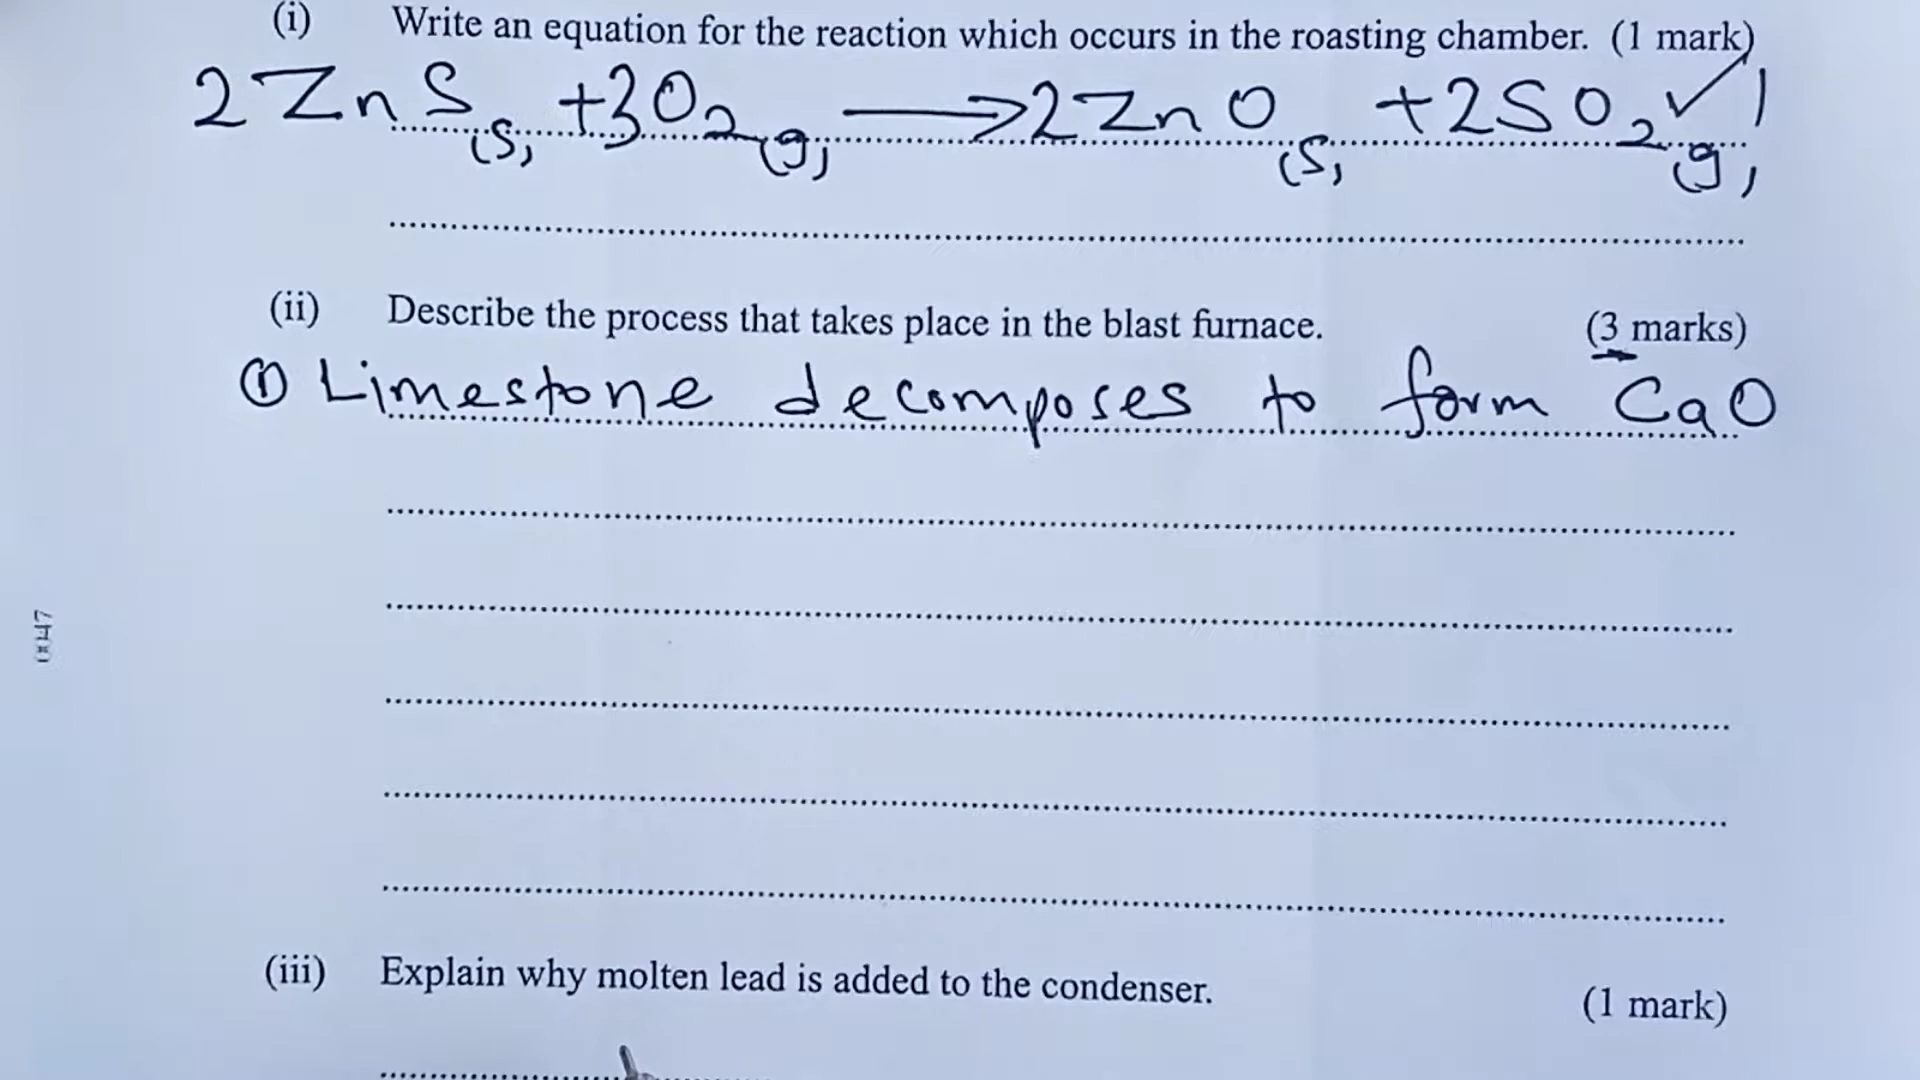 (i) Write an equation for the reaction which occurs in the roasting chamber. (1 mark)
2ZnS(s) + 3O2(g) → 2ZnO(s) + 2SO2(g) ✓1
(ii) Describe the process that takes place in the blast furnace. (3 marks)
① Limestone decomposes to form CaO
(iii) Explain why molten lead is added to the condenser. (1 mark)